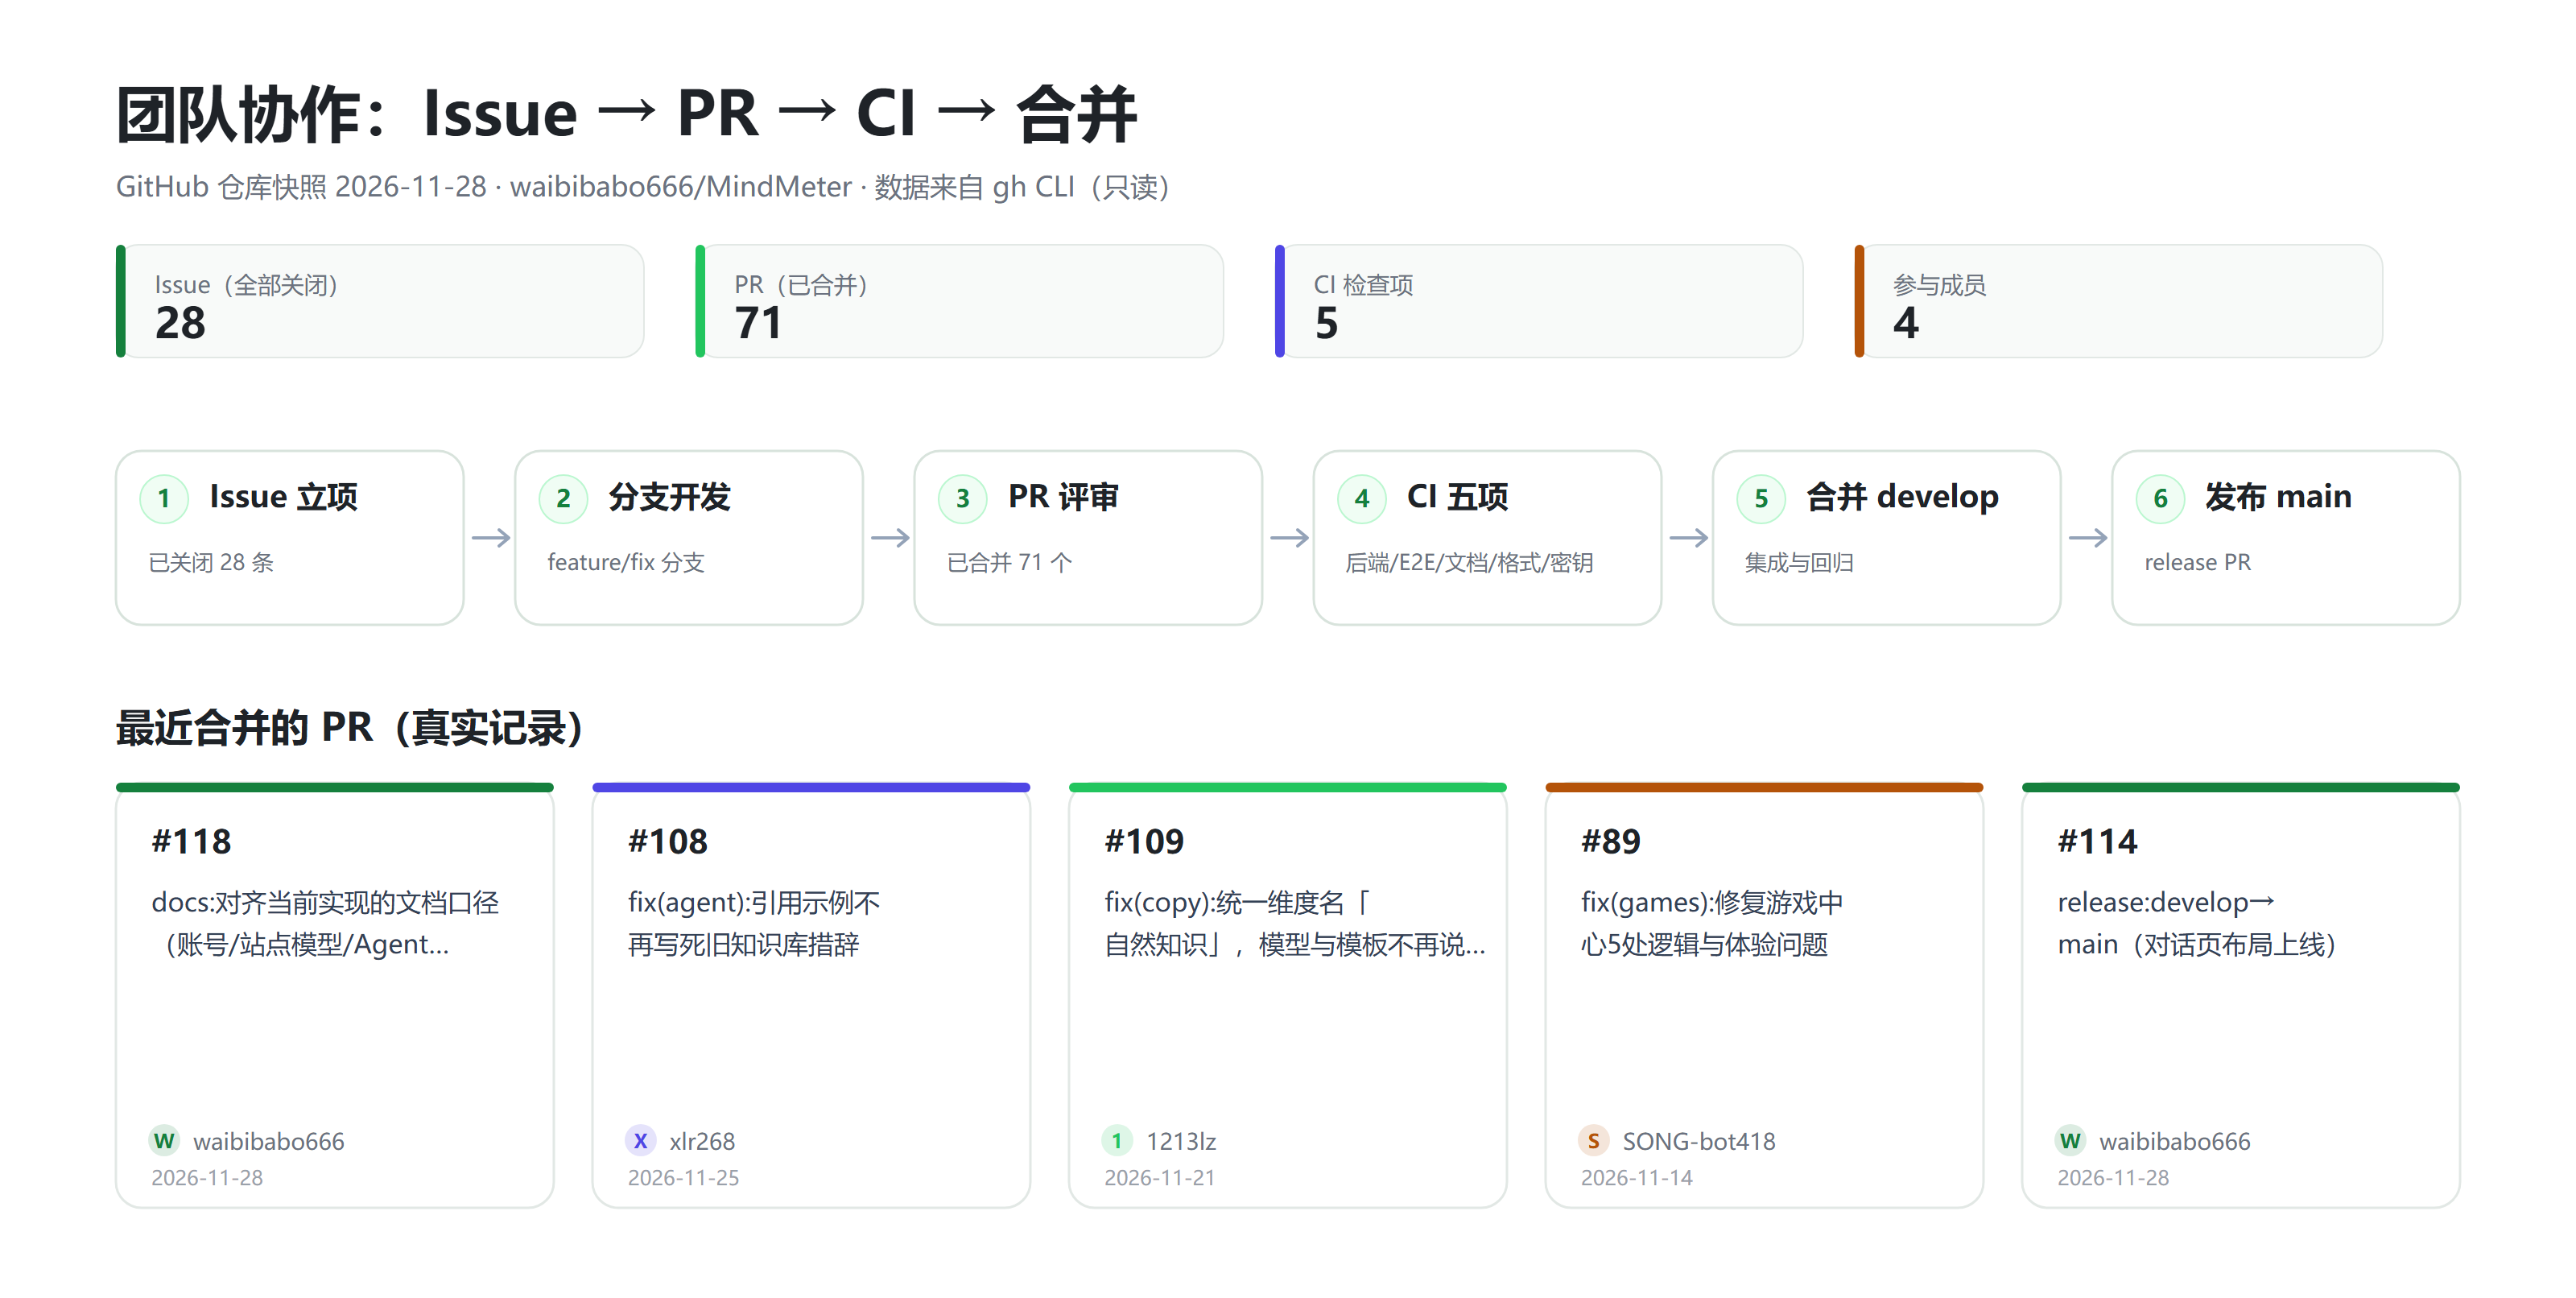 团队协作：Issue → PR → CI → 合并
GitHub 仓库快照 2026-11-28 · waibibabo666/MindMeter · 数据来自 gh CLI（只读）
Issue（全部关闭）
28
PR（已合并）
71
CI 检查项
5
参与成员
4
1 Issue 立项
已关闭 28 条
→
2 分支开发
feature/fix 分支
→
3 PR 评审
已合并 71 个
→
4 CI 五项
后端/E2E/文档/格式/密钥
→
5 合并 develop
集成与回归
→
6 发布 main
release PR
最近合并的 PR（真实记录）
#118
docs:对齐当前实现的文档口径
（账号/站点模型/Agent...
W waibibabo666
2026-11-28
#108
fix(agent):引用示例不
再写死旧知识库措辞
X xlr268
2026-11-25
#109
fix(copy):统一维度名「
自然知识」，模型与模板不再说...
1 1213lz
2026-11-21
#89
fix(games):修复游戏中
心5处逻辑与体验问题
S SONG-bot418
2026-11-14
#114
release:develop→
main（对话页布局上线）
W waibibabo666
2026-11-28